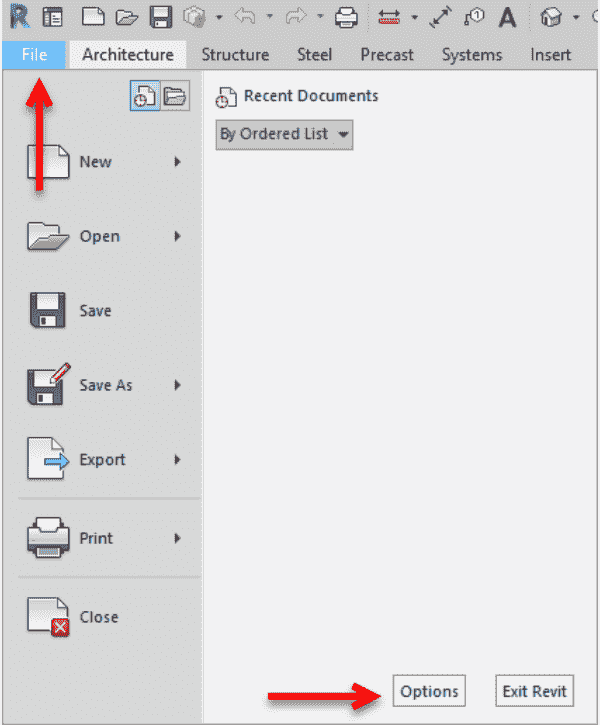 File Architecture Structure Steel Precast Systems Insert
Recent Documents
By Ordered List
New
Open
Save
Save As
Export
Print
Close
Options Exit Revit